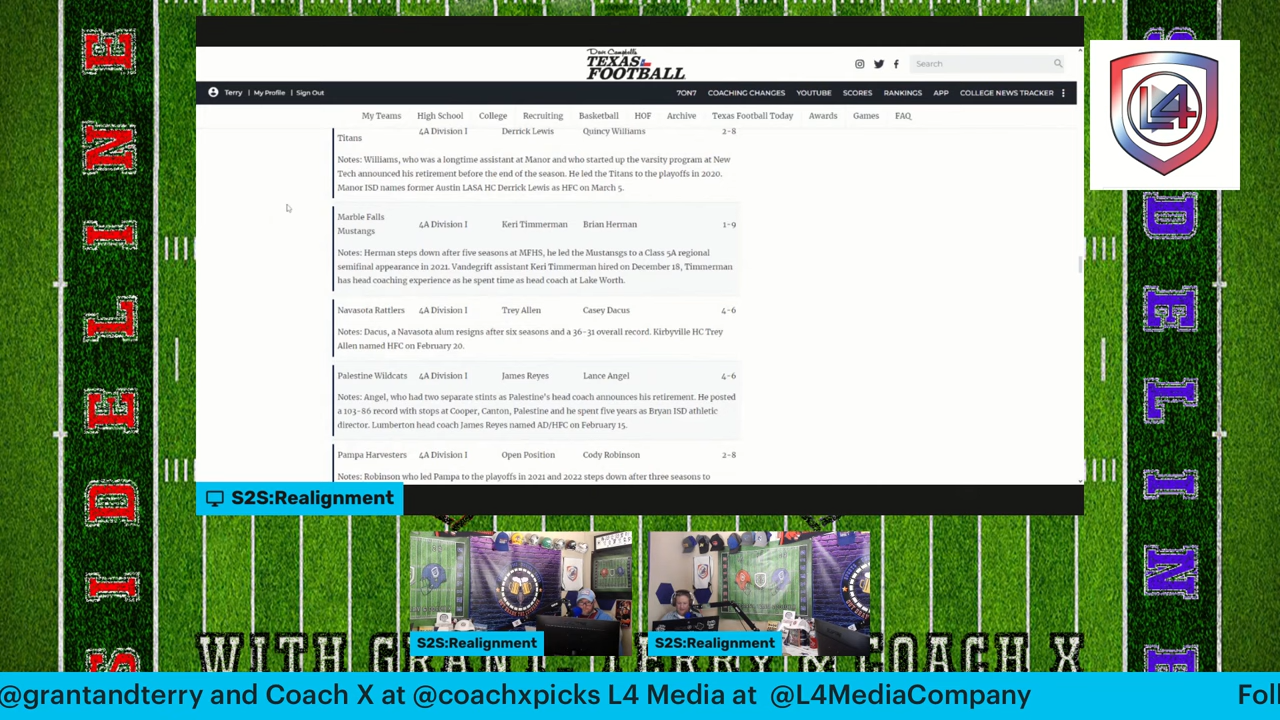 Dave Campbell's
TEXAS
FOOTBALL
Search
Terry | My Profile | Sign Out
7ON7 COACHING CHANGES YOUTUBE SCORES RANKINGS APP COLLEGE NEWS TRACKER
My Teams High School College Recruiting Basketball HOF Archive Texas Football Today Awards Games FAQ
Titans 4A Division I Derrick Lewis Quincy Williams 2-8
Notes: Williams, who was a longtime assistant at Manor and who started up the varsity program at New
Tech announced his retirement before the end of the season. He led the Titans to the playoffs in 2020.
Manor ISD names former Austin LASA HC Derrick Lewis as HFC on March 5.
Marble Falls
Mustangs 4A Division I Keri Timmerman Brian Herman 1-9
Notes: Herman steps down after five seasons at MFHS, he led the Mustansgs to a Class 5A regional
semifinal appearance in 2021. Vandegrift assistant Keri Timmerman hired on December 18, Timmerman
has head coaching experience as he spent time as head coach at Lake Worth.
Navasota Rattlers 4A Division I Trey Allen Casey Dacus 4-6
Notes: Dacus, a Navasota alum resigns after six seasons and a 36-31 overall record. Kirbyville HC Trey
Allen named HFC on February 20.
Palestine Wildcats 4A Division I James Reyes Lance Angel 4-6
Notes: Angel, who had two separate stints as Palestine's head coach announces his retirement. He posted
a 103-86 record with stops at Cooper, Canton, Palestine and he spent five years as Bryan ISD athletic
director. Lumberton head coach James Reyes named AD/HFC on February 15.
Pampa Harvesters 4A Division I Open Position Cody Robinson 2-8
Notes: Robinson who led Pampa to the playoffs in 2021 and 2022 steps down after three seasons to
S2S:Realignment
L4
SIDELINE
SIDELINE
S2S:Realignment
S2S:Realignment
WITH GRANT, TERRY & COACH X
@grantandterry and Coach X at @coachxpicks L4 Media at @L4MediaCompany
Foll